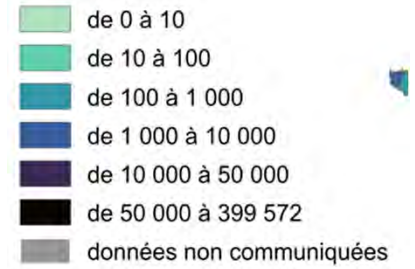 de 0 à 10
de 10 à 100
de 100 à 1 000
de 1 000 à 10 000
de 10 000 à 50 000
de 50 000 à 399 572
données non communiquées